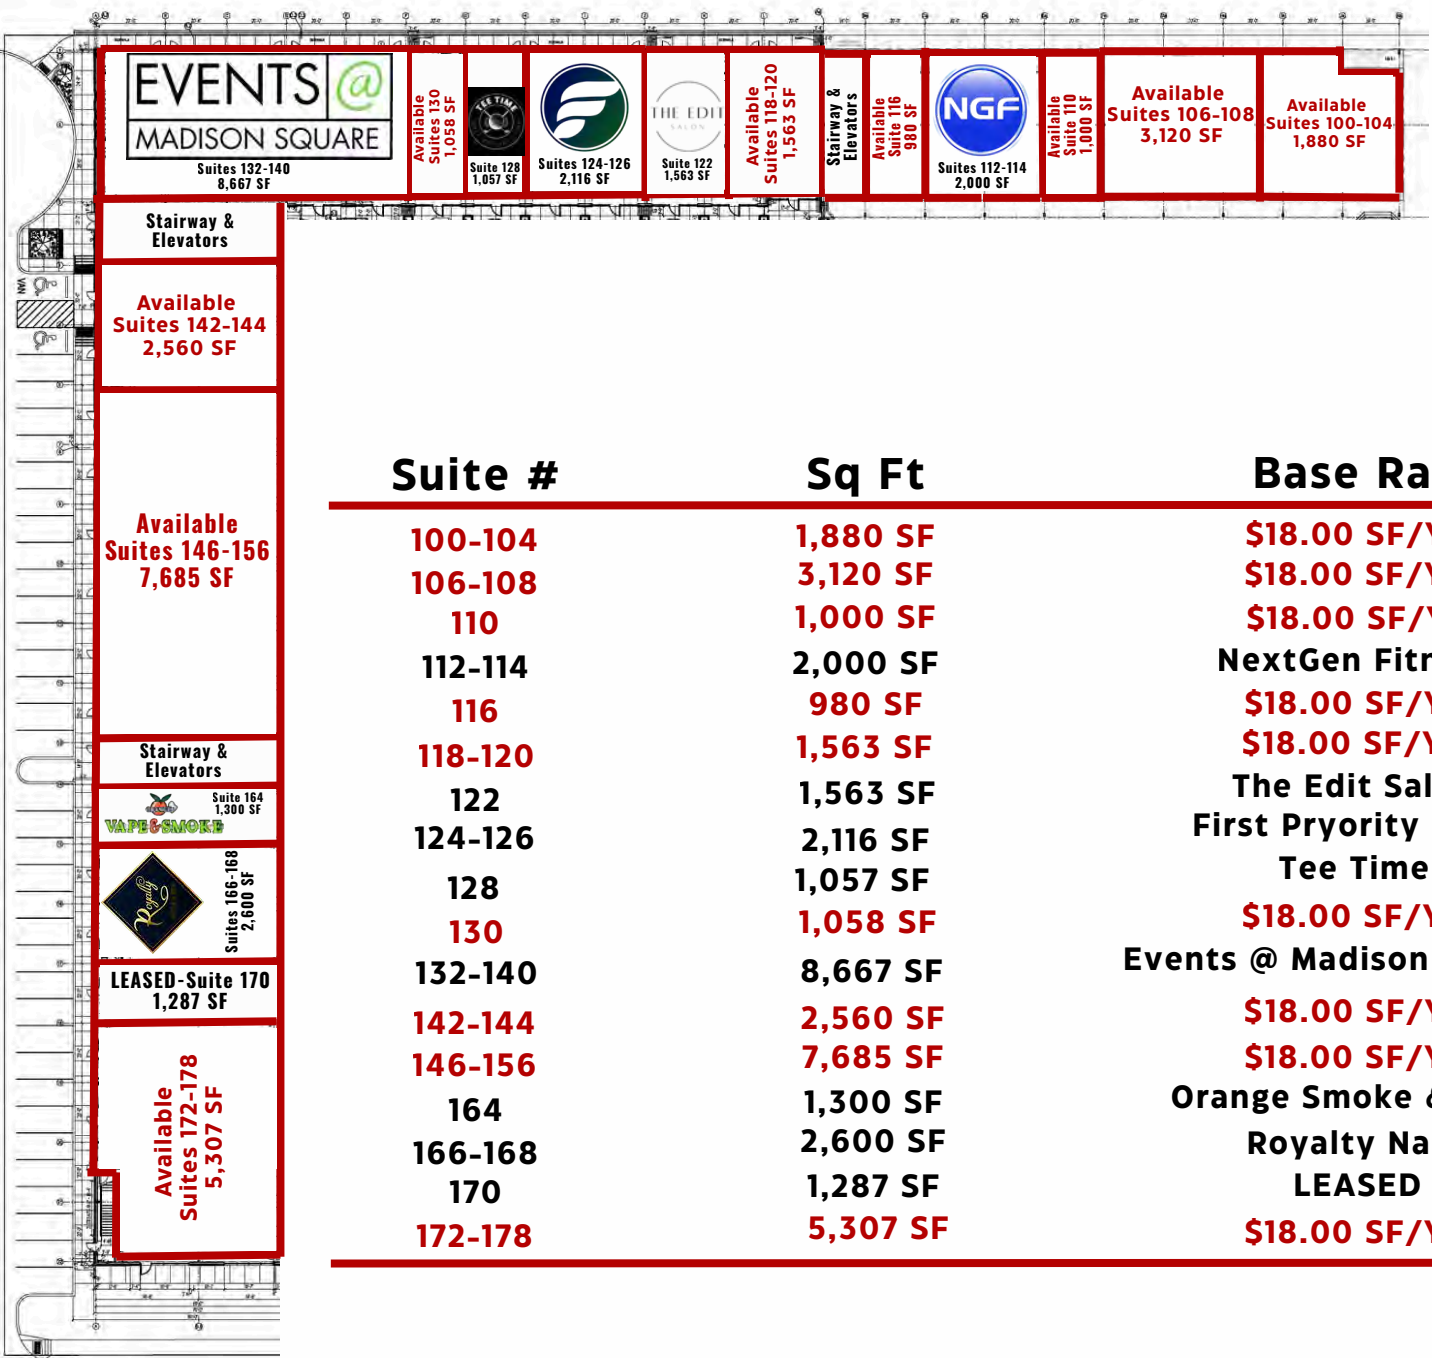 EVENTS@
MADISON SQUARE
Suites 132-140
8,667 SF
Available
Suites 130
1,058 SF
TEE TIME
Suite 128
1,057 SF
Suites 124-126
2,116 SF
THE EDIT
SALON
Suite 122
1,563 SF
Available
Suites 118-120
1,563 SF
Stairway &
Elevators
Available
Suite 116
980 SF
NGF
Suites 112-114
2,000 SF
Available
Suite 110
1,000 SF
Available
Suites 106-108
3,120 SF
Available
Suites 100-104
1,880 SF
Stairway &
Elevators
VAN
Available
Suites 142-144
2,560 SF
Available
Suites 146-156
7,685 SF
Stairway &
Elevators
Suite 164
1,300 SF
VAPE&SMOKE
Royalty
Suites 166-168
2,600 SF
LEASED-Suite 170
1,287 SF
Available
Suites 172-178
5,307 SF
Suite # Sq Ft Base Ra
100-104 1,880 SF $18.00 SF/Y
106-108 3,120 SF $18.00 SF/Y
110 1,000 SF $18.00 SF/Y
112-114 2,000 SF NextGen Fitn
116 980 SF $18.00 SF/Y
118-120 1,563 SF $18.00 SF/Y
122 1,563 SF The Edit Sal
124-126 2,116 SF First Pryority
128 1,057 SF Tee Time
130 1,058 SF $18.00 SF/Y
132-140 8,667 SF Events @ Madison
142-144 2,560 SF $18.00 SF/Y
146-156 7,685 SF $18.00 SF/Y
164 1,300 SF Orange Smoke &
166-168 2,600 SF Royalty Na
170 1,287 SF LEASED
172-178 5,307 SF $18.00 SF/Y